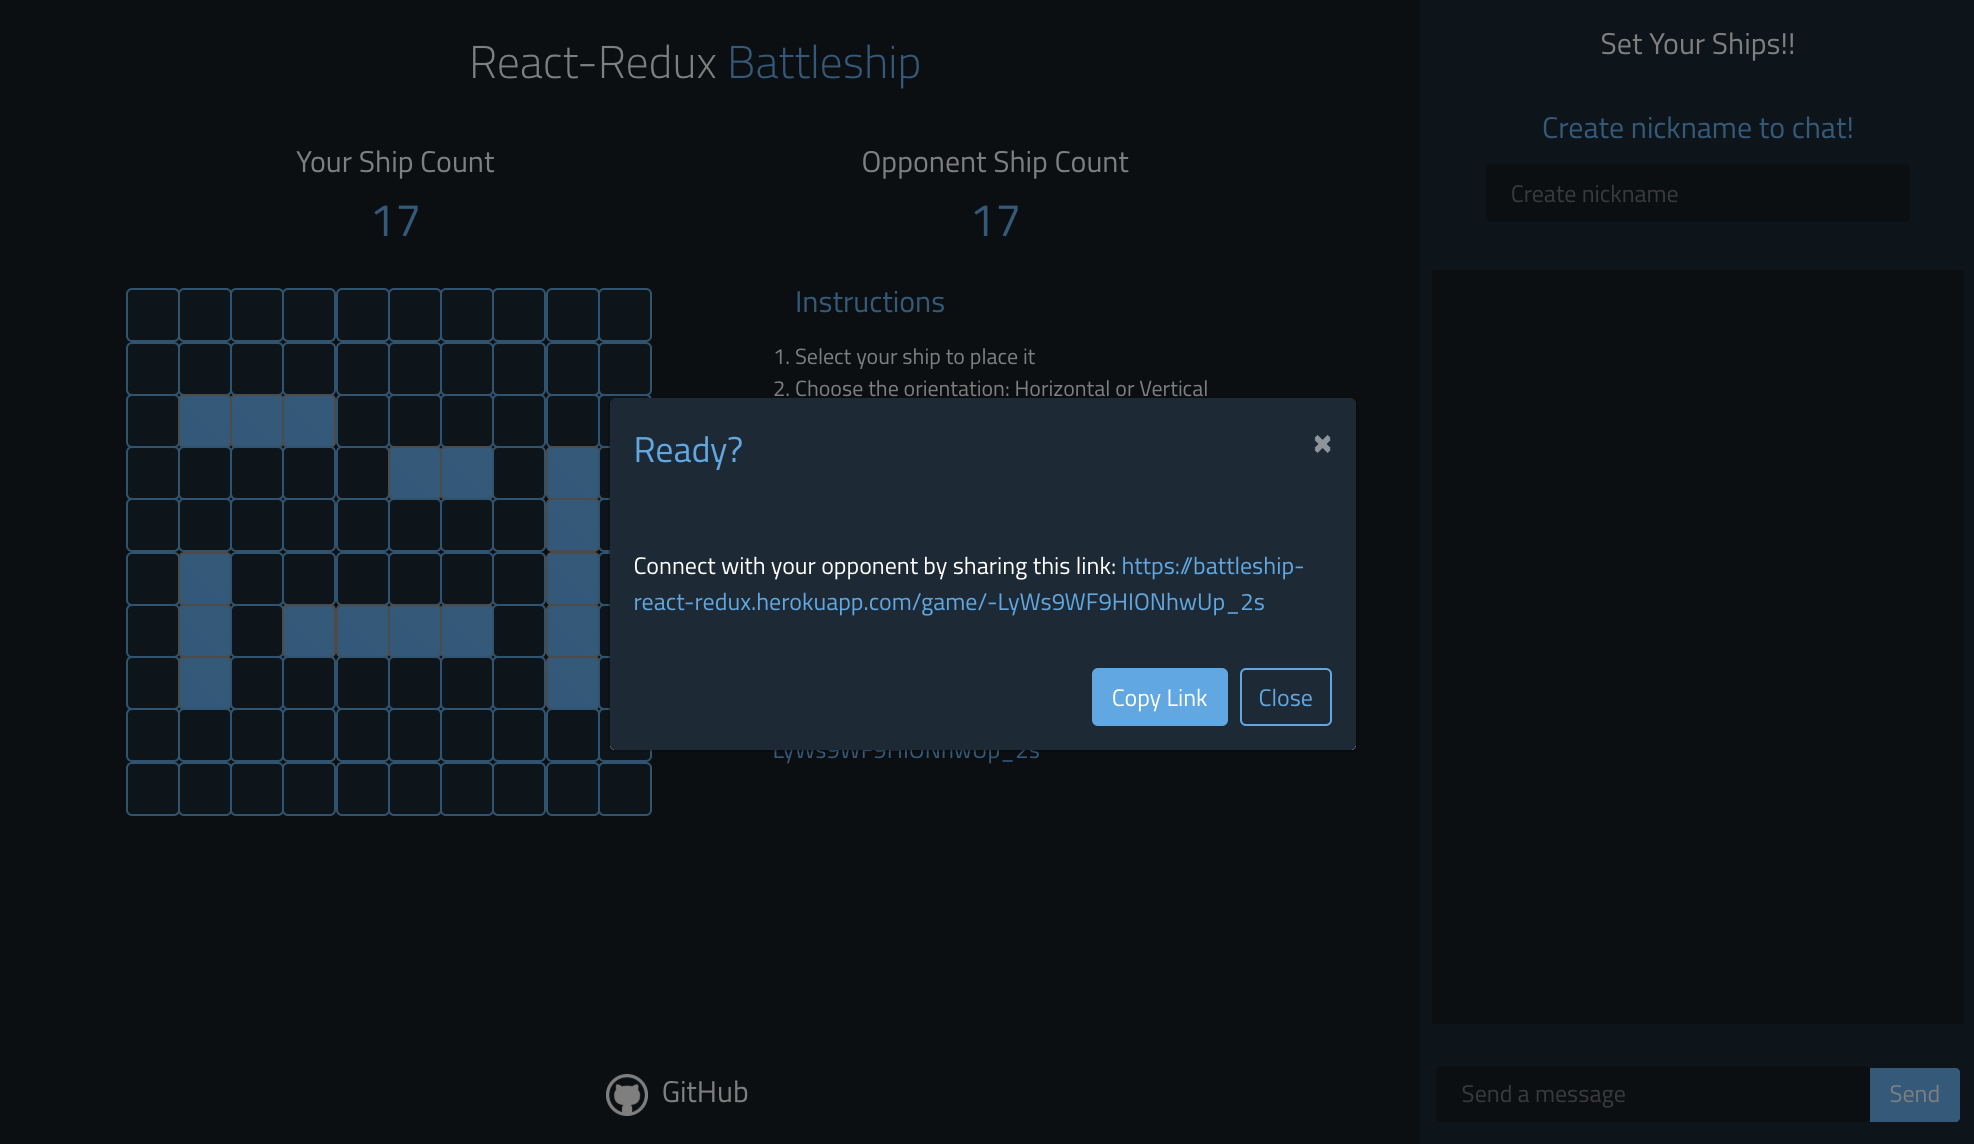 React-Redux Battleship
Your Ship Count
17
Opponent Ship Count
17
Instructions
1. Select your ship to place it
2. Choose the orientation: Horizontal or Vertical
Ready?
✖
Connect with your opponent by sharing this link: https://battleship-
react-redux.herokuapp.com/game/-LyWs9WF9HIONhwUp_2s
Copy Link
Close
LyWs9WF9HIONhwUp_2s
GitHub
Set Your Ships!!
Create nickname to chat!
Create nickname
Send a message
Send